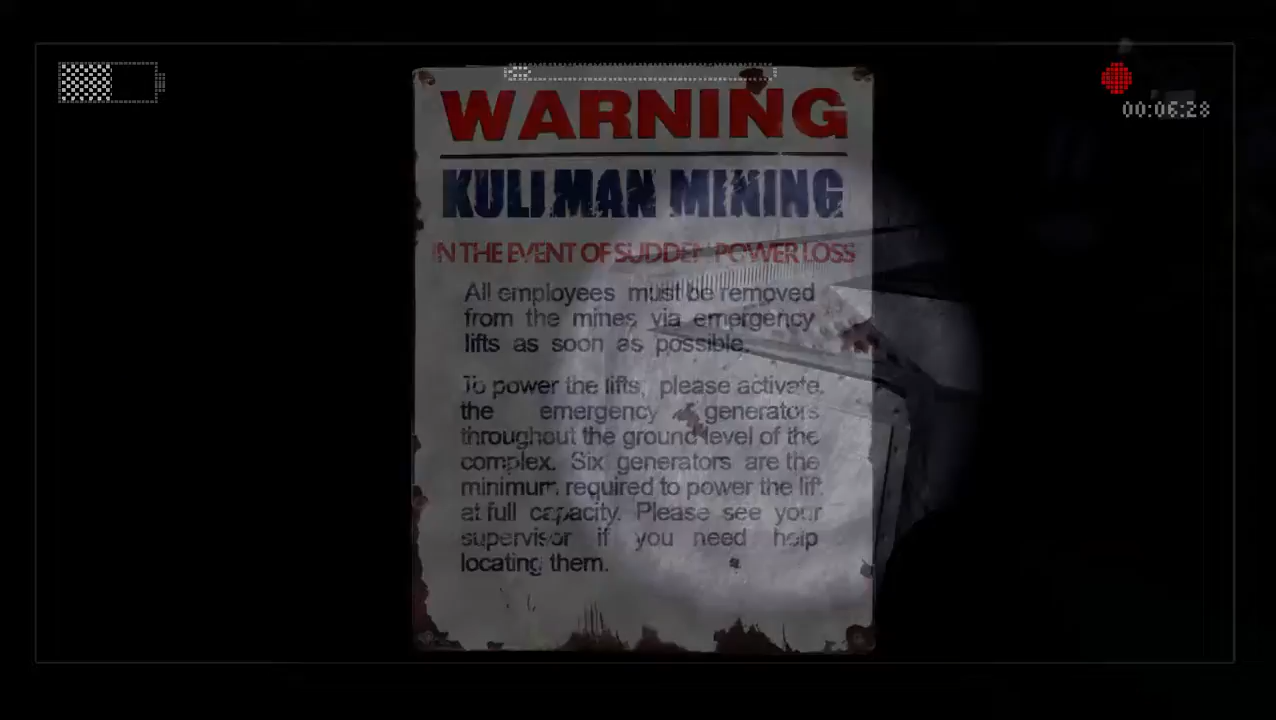 00:06:28
WARNING
KULLMAN MINING
IN THE EVENT OF SUDDEN POWER LOSS
All employees must be removed
from the mines via emergency
lifts as soon as possible.
To power the lifts, please activate
the emergency generators
throughout the ground level of the
complex. Six generators are the
minimum required to power the lift
at full capacity. Please see your
supervisor if you need help
locating them.